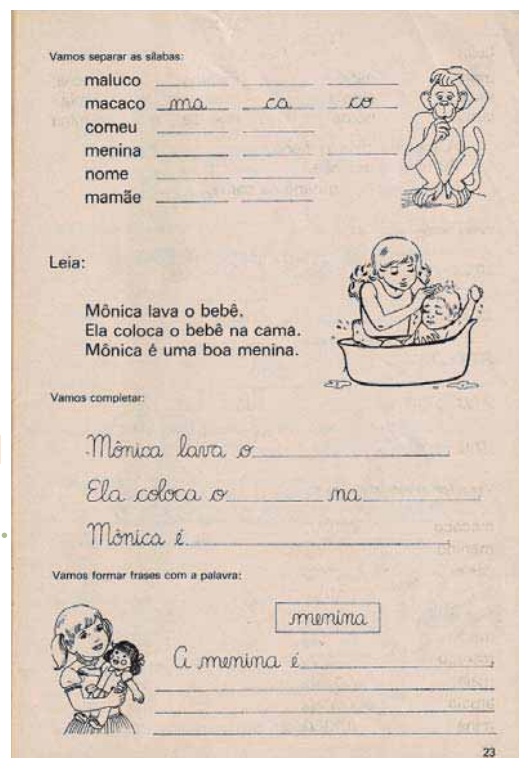 Vamos separar as sílabas:
maluco
macaco ma ca co
comeu
menina
nome
mamãe
Leia:
Mônica lava o bebê.
Ela coloca o bebê na cama.
Mônica é uma boa menina.
Vamos completar:
Mônica lava o
Ela coloca o na
Mônica é
Vamos formar frases com a palavra:
menina
A menina é
23